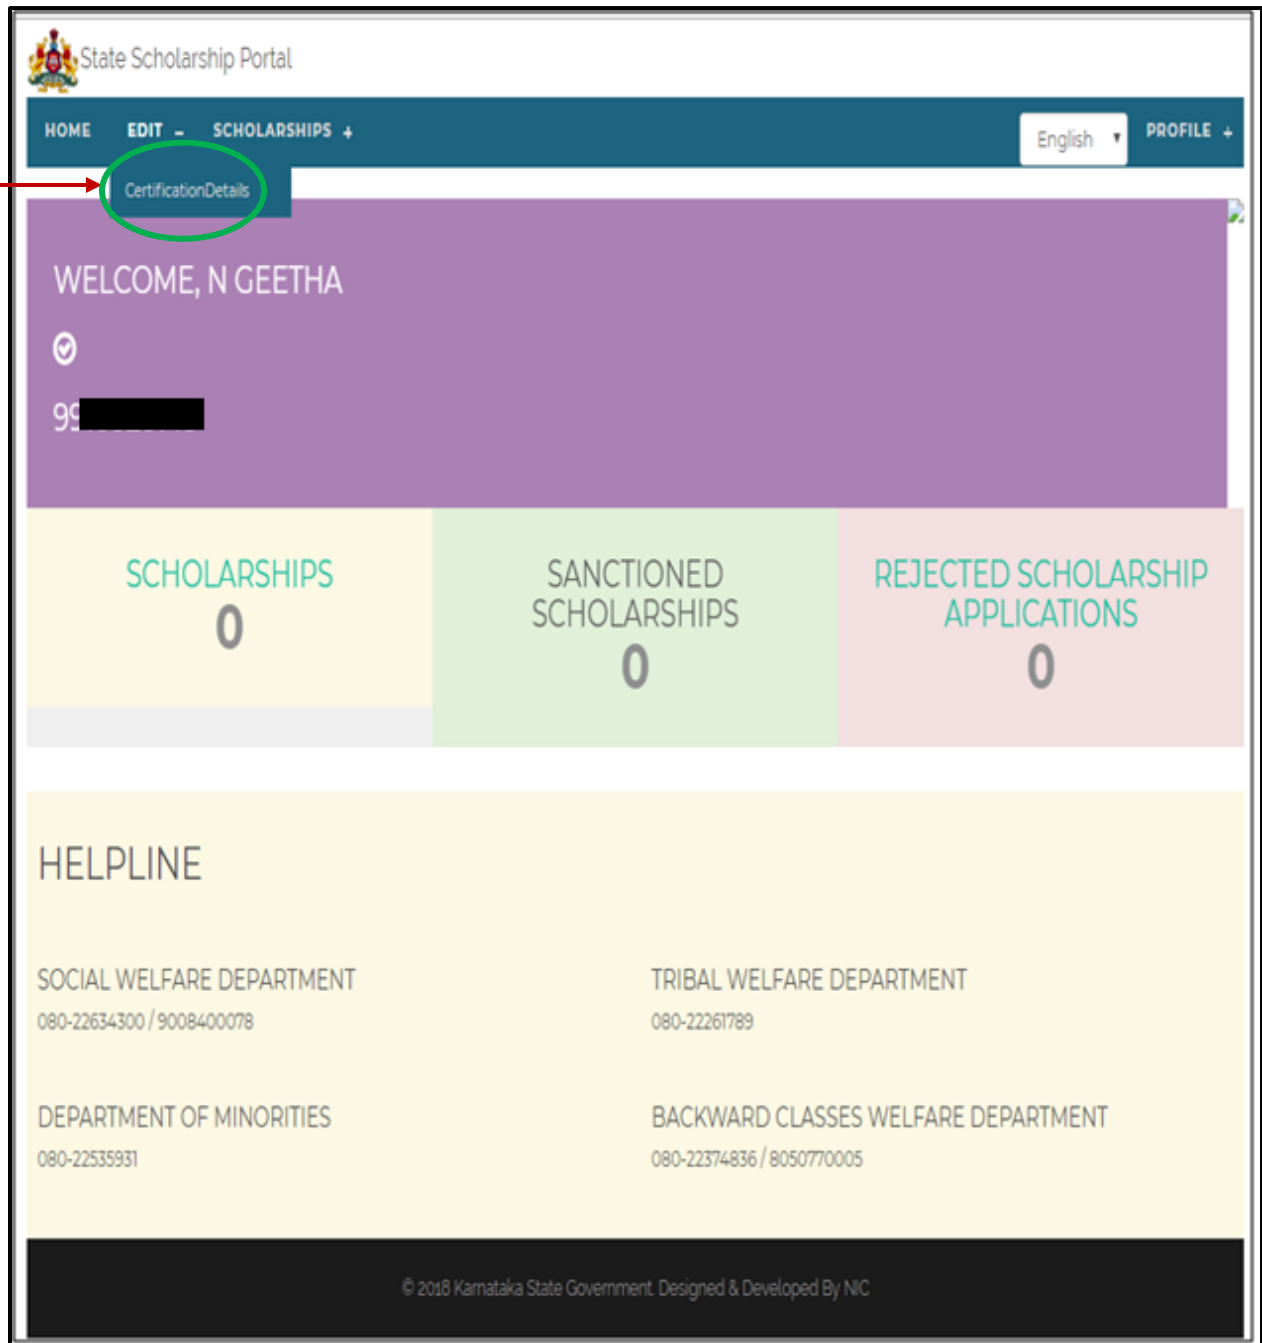 State Scholarship Portal
HOME EDIT - SCHOLARSHIPS + English PROFILE +
CertificationDetails
WELCOME, N GEETHA
99
SCHOLARSHIPS
0
SANCTIONED
SCHOLARSHIPS
0
REJECTED SCHOLARSHIP
APPLICATIONS
0
HELPLINE
SOCIAL WELFARE DEPARTMENT
080-22634300 / 9008400078
TRIBAL WELFARE DEPARTMENT
080-22261789
DEPARTMENT OF MINORITIES
080-22535931
BACKWARD CLASSES WELFARE DEPARTMENT
080-22374836 / 8050770005
© 2018 Karnataka State Government. Designed & Developed By NIC